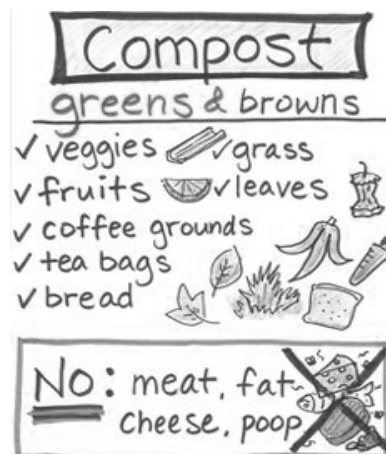 Compost
greens & browns
✓ veggies ✓ grass
✓ fruits ✓ leaves
✓ coffee grounds
✓ tea bags
✓ bread
NO: meat, fat
cheese, poop